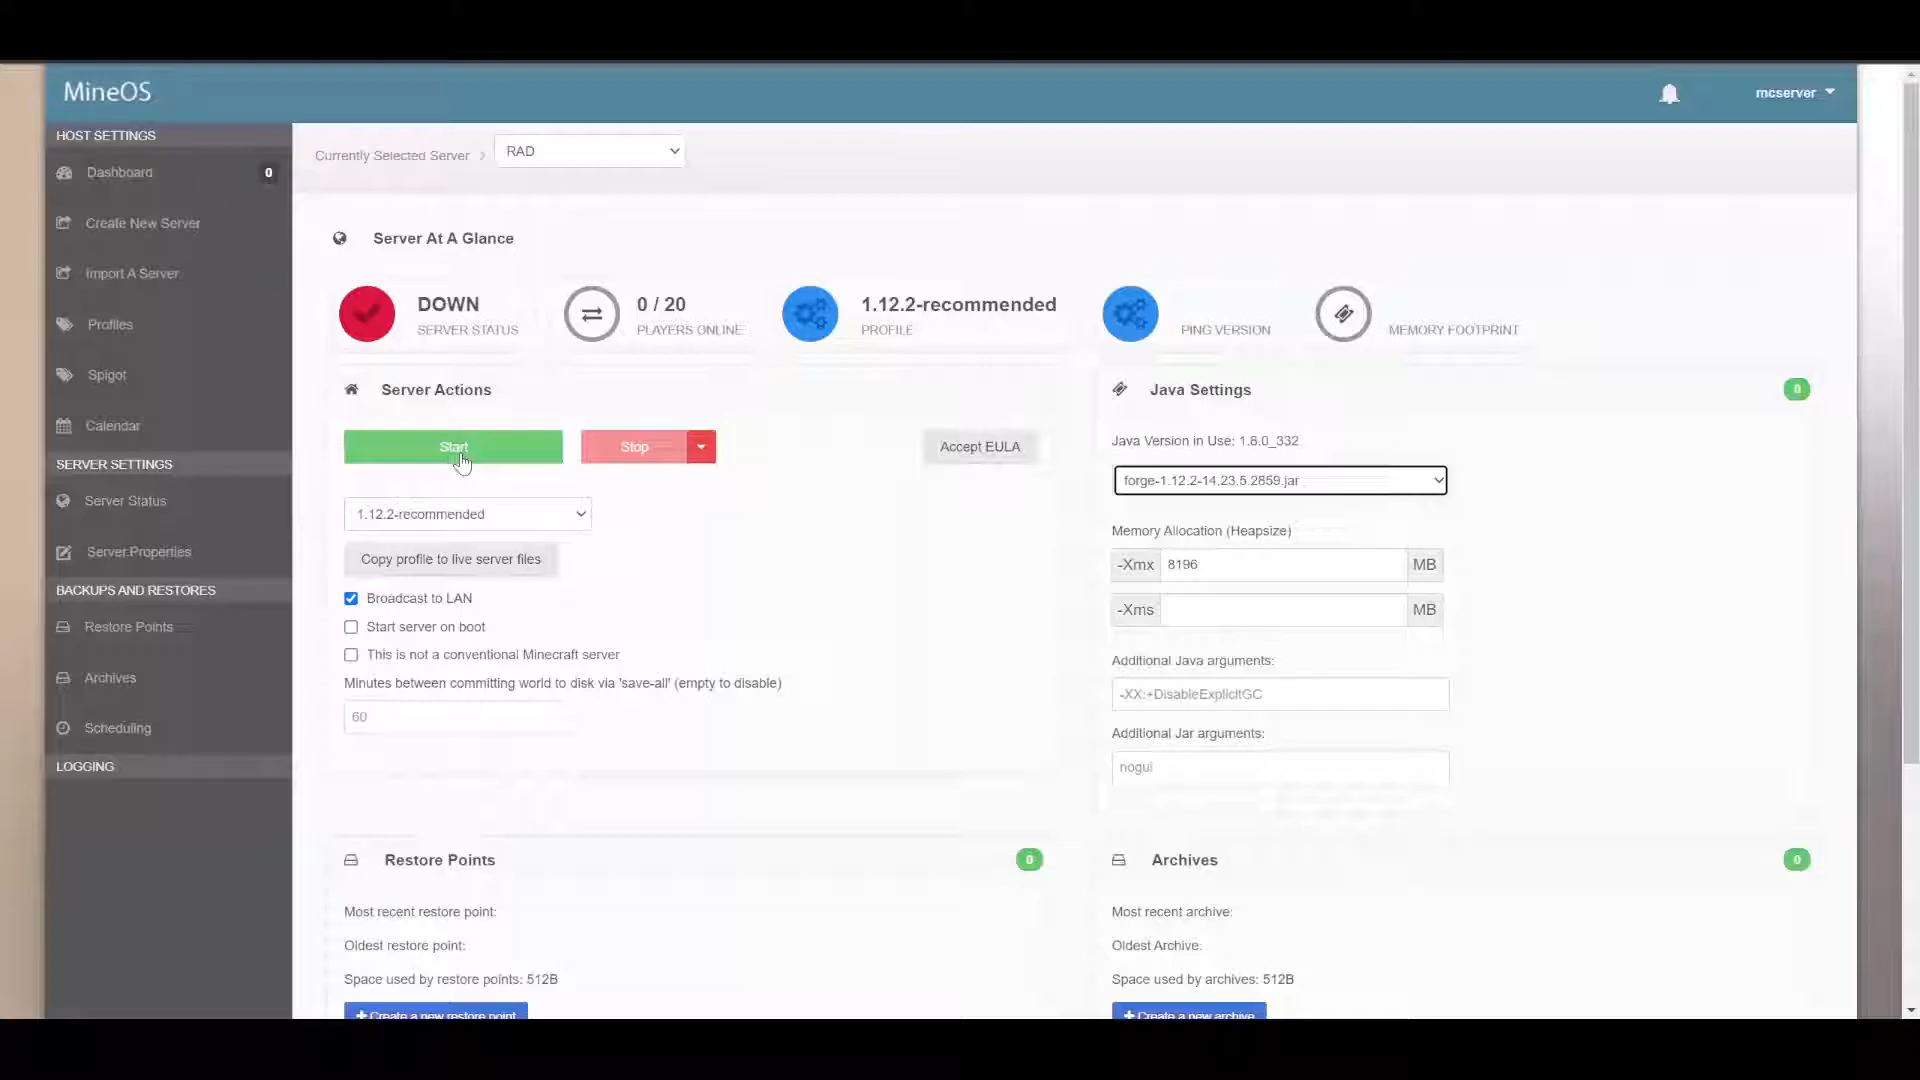 MineOS
mcserver
HOST SETTINGS
Dashboard
0
Create New Server
Import A Server
Profiles
Spigot
Calendar
SERVER SETTINGS
Server Status
Server.Properties
BACKUPS AND RESTORES
Restore Points
Archives
Scheduling
LOGGING
Currently Selected Server
RAD
Server At A Glance
DOWN
SERVER STATUS
0 / 20
PLAYERS ONLINE
1.12.2-recommended
PROFILE
PING VERSION
MEMORY FOOTPRINT
Server Actions
Start
Stop
Accept EULA
1.12.2-recommended
Copy profile to live server files
Broadcast to LAN
Start server on boot
This is not a conventional Minecraft server
Minutes between committing world to disk via 'save-all' (empty to disable)
60
Java Settings
0
Java Version in Use: 1.8.0_332
forge-1.12.2-14.23.5.2859.jar
Memory Allocation (Heapsize)
-Xmx 8196 MB
-Xms MB
Additional Java arguments:
-XX:+DisableExplicitGC
Additional Jar arguments:
nogui
Restore Points
0
Most recent restore point:
Oldest restore point:
Space used by restore points: 512B
Create a new restore point
Archives
0
Most recent archive:
Oldest Archive:
Space used by archives: 512B
Create a new archive